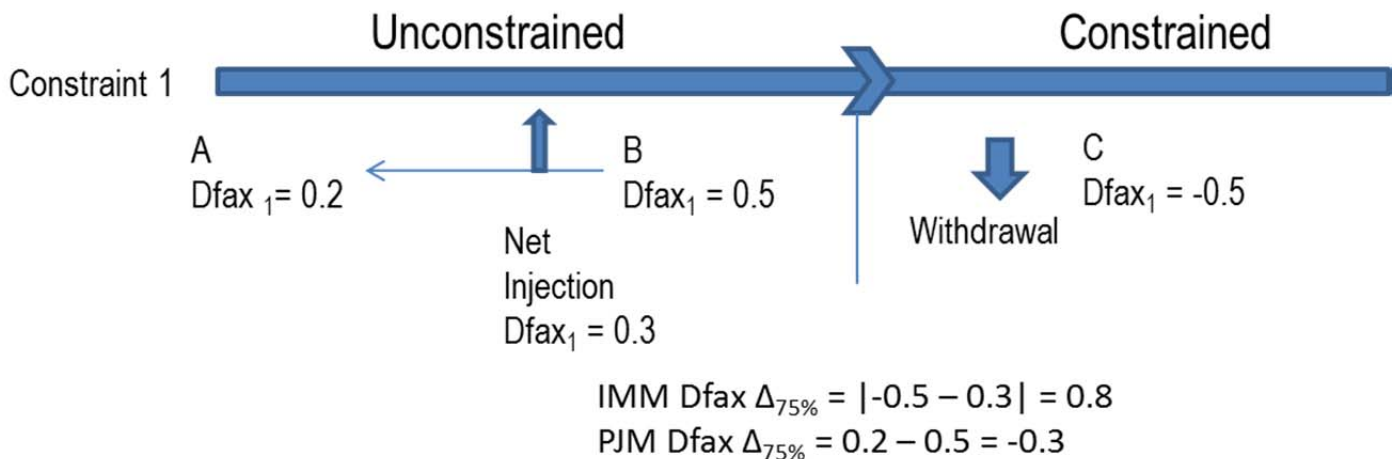 Unconstrained
Constrained
Constraint 1
A
Dfax ₁= 0.2
B
Dfax₁ = 0.5
C
Dfax₁ = -0.5
Withdrawal
Net
Injection
Dfax₁ = 0.3
IMM Dfax Δ₇₅% = |-0.5 – 0.3| = 0.8
PJM Dfax Δ₇₅% = 0.2 – 0.5 = -0.3